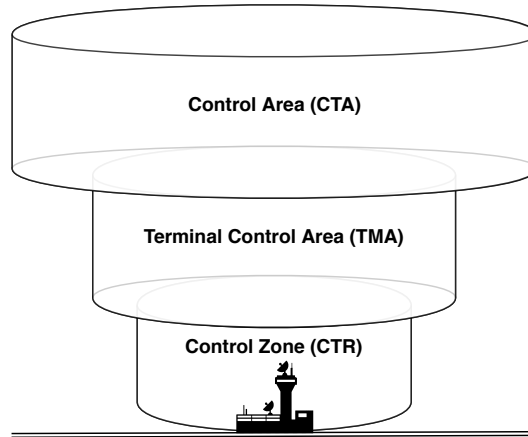 Control Area (CTA)
Terminal Control Area (TMA)
Control Zone (CTR)